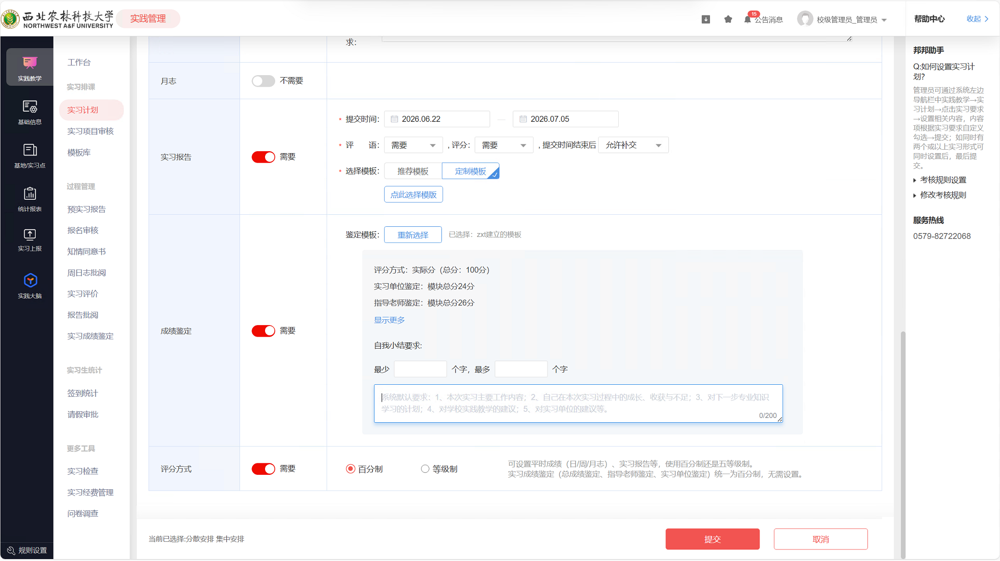 西北农林科技大学
NORTHWEST A&F UNIVERSITY
实践管理
15
公告消息
校级管理员_管理员
帮助中心
收起
实践教学
基础信息
基地/实习点
统计报表
实习上报
实践大脑
规则设置
工作台
实习排课
实习计划
实习项目审核
模板库
过程管理
预实习报告
报名审核
知情同意书
周日志批阅
实习评价
报告批阅
实习成绩鉴定
实习生统计
签到统计
请假审批
更多工具
实习检查
实习经费管理
问卷调查
求：
月志
不需要
实习报告
需要
* 提交时间： 2026.06.22 — 2026.07.05
* 评 语： 需要 ，评分： 需要 ，提交时间结束后 允许补交
* 选择模板： 推荐模板 定制模板
点此选择模版
成绩鉴定
需要
鉴定模板： 重新选择 已选择：zxt建立的模板
评分方式：实际分（总分：100分）
实习单位鉴定：模块总分24分
指导老师鉴定：模块总分26分
显示更多
自我小结要求:
最少 个字，最多 个字
系统默认要求：1、本次实习主要工作内容；2、自己在本次实习过程中的成长、收获与不足；3、对下一步专业知识
学习的计划；4、对学校实践教学的建议；5、对实习单位的建议等。
0/200
评分方式
需要
百分制
等级制
可设置平时成绩（日/周/月志）、实习报告等，使用百分制还是五等级制。
实习成绩鉴定（总成绩鉴定、指导老师鉴定、实习单位鉴定）统一为百分制，无需设置。
当前已选择:分散安排 集中安排
提交
取消
邦邦助手
Q:如何设置实习计
划?
管理员可通过系统左边
导航栏中实践教学→实
习计划→点击实习要求
→设置相关内容，内容
项根据实习要求自定义
勾选→提交；如同时有
两个或以上实习形式可
同时设置后，最后提
交。
考核规则设置
修改考核规则
服务热线
0579-82722068